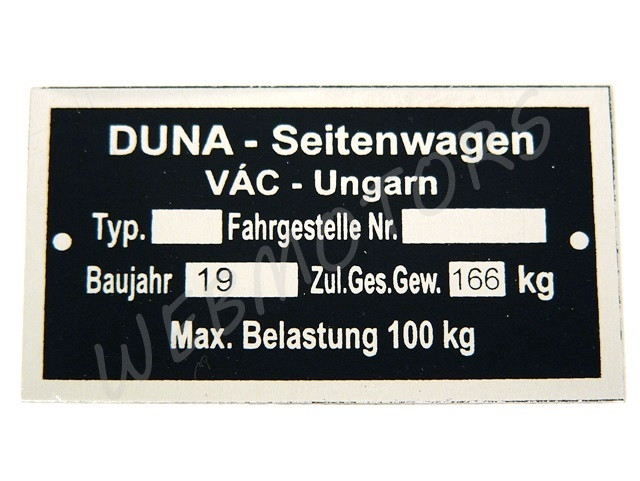 DUNA - Seitenwagen
VÁC - Ungarn
Typ. Fahrgestelle Nr.
Baujahr 19 Zul.Ges.Gew. 166 kg
Max. Belastung 100 kg
WEBMOTORS